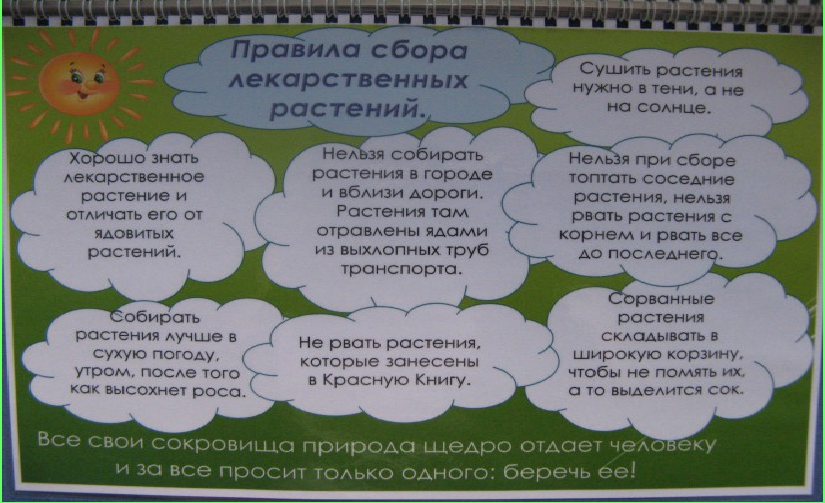 Правила сбора
лекарственных
растений.
Сушить растения
нужно в тени, а не
на солнце.
Хорошо знать
лекарственное
растение и
отличать его от
ядовитых
растений.
Нельзя собирать
растения в городе
и вблизи дороги.
Растения там
отравлены ядами
из выхлопных труб
транспорта.
Нельзя при сборе
топтать соседние
растения, нельзя
рвать растения с
корнем и рвать все
до последнего.
Собирать
растения лучше в
сухую погоду,
утром, после того
как высохнет роса.
Не рвать растения,
которые занесены
в Красную Книгу.
Сорванные
растения
складывать в
широкую корзину,
чтобы не помять их,
а то выделится сок.
Все свои сокровища природа щедро отдает человеку
и за все просит только одного: беречь ее!